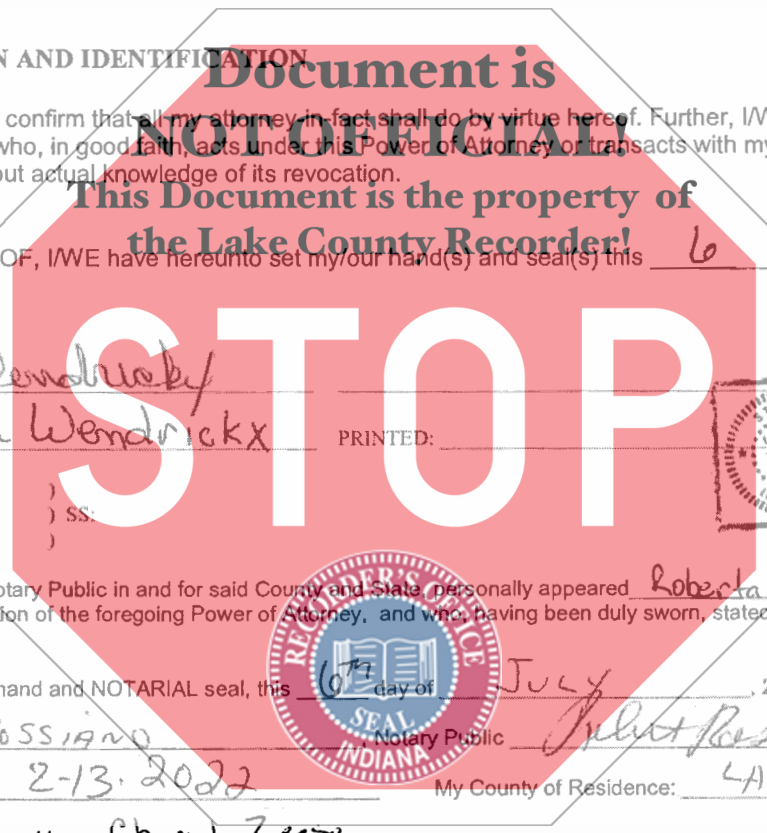 N AND IDENTIFICATION
Document is
confirm that all my attorney-in-fact shall do by virtue hereof. Further, I/W
NOT OFFICIAL!
who, in good faith, acts under this Power of Attorney or transacts with my
out actual knowledge of its revocation.
This Document is the property of
the Lake County Recorder!
OF, I/WE have hereunto set my/our hand(s) and seal(s) this 6
STOP
Wendrickx PRINTED:
)
) SS:
)
otary Public in and for said County and State, personally appeared Roberta
ion of the foregoing Power of Attorney, and who, having been duly sworn, stated
RECORDER'S OFFICE
hand and NOTARIAL seal, this 6TH day of JULY
SEAL
OSSIANO, Notary Public
INDIANA
2-13-2022 My County of Residence: LA